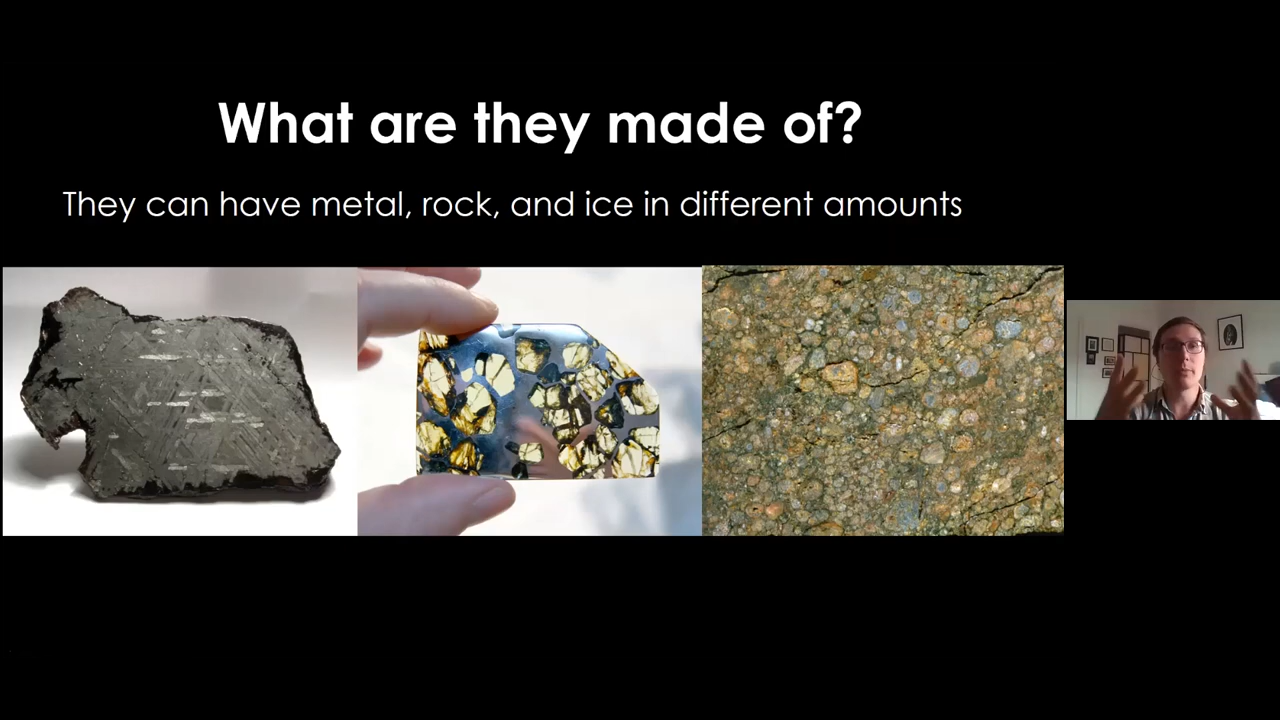 What are they made of?
They can have metal, rock, and ice in different amounts